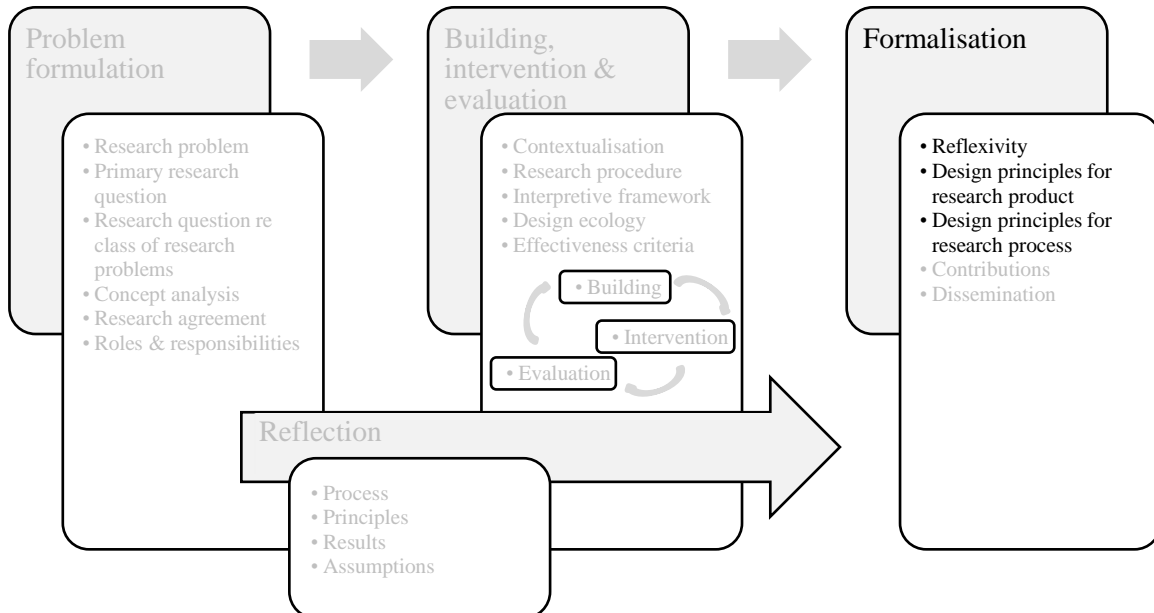 Problem
formulation
• Research problem
• Primary research
question
• Research question re
class of research
problems
• Concept analysis
• Research agreement
• Roles & responsibilities
Building,
intervention &
evaluation
• Contextualisation
• Research procedure
• Interpretive framework
• Design ecology
• Effectiveness criteria
• Building
• Intervention
• Evaluation
Formalisation
• Reflexivity
• Design principles for
research product
• Design principles for
research process
• Contributions
• Dissemination
Reflection
• Process
• Principles
• Results
• Assumptions